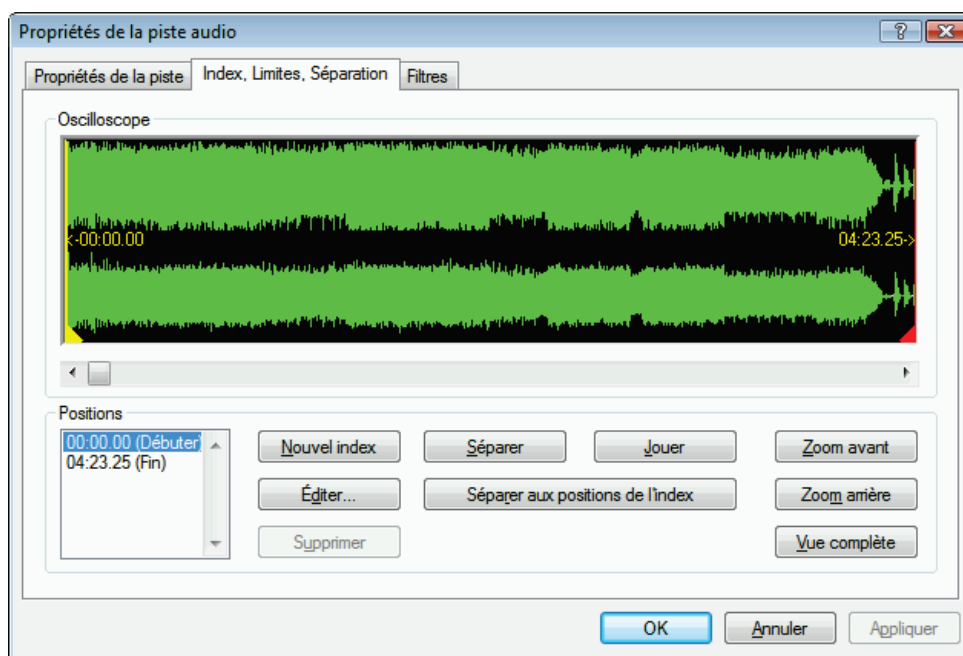 Propriétés de la piste audio
Propriétés de la piste
Index, Limites, Séparation
Filtres
Oscilloscope
<-00:00.00
04:23.25->
Positions
00:00.00 (Débuter)
04:23.25 (Fin)
Nouvel index
Séparer
Jouer
Zoom avant
Éditer...
Séparer aux positions de l'index
Zoom arrière
Supprimer
Vue complète
OK
Annuler
Appliquer